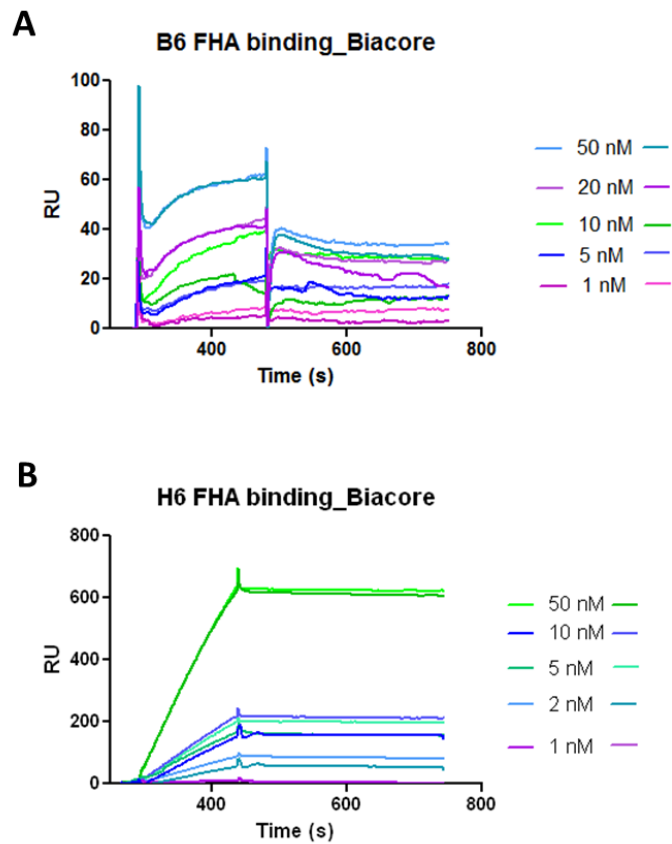 A
B6 FHA binding_Biacore
100
80
60
40
20
0
RU
400
600
800
Time (s)
50 nM
20 nM
10 nM
5 nM
1 nM
B
H6 FHA binding_Biacore
800
600
400
200
0
RU
400
600
800
Time (s)
50 nM
10 nM
5 nM
2 nM
1 nM